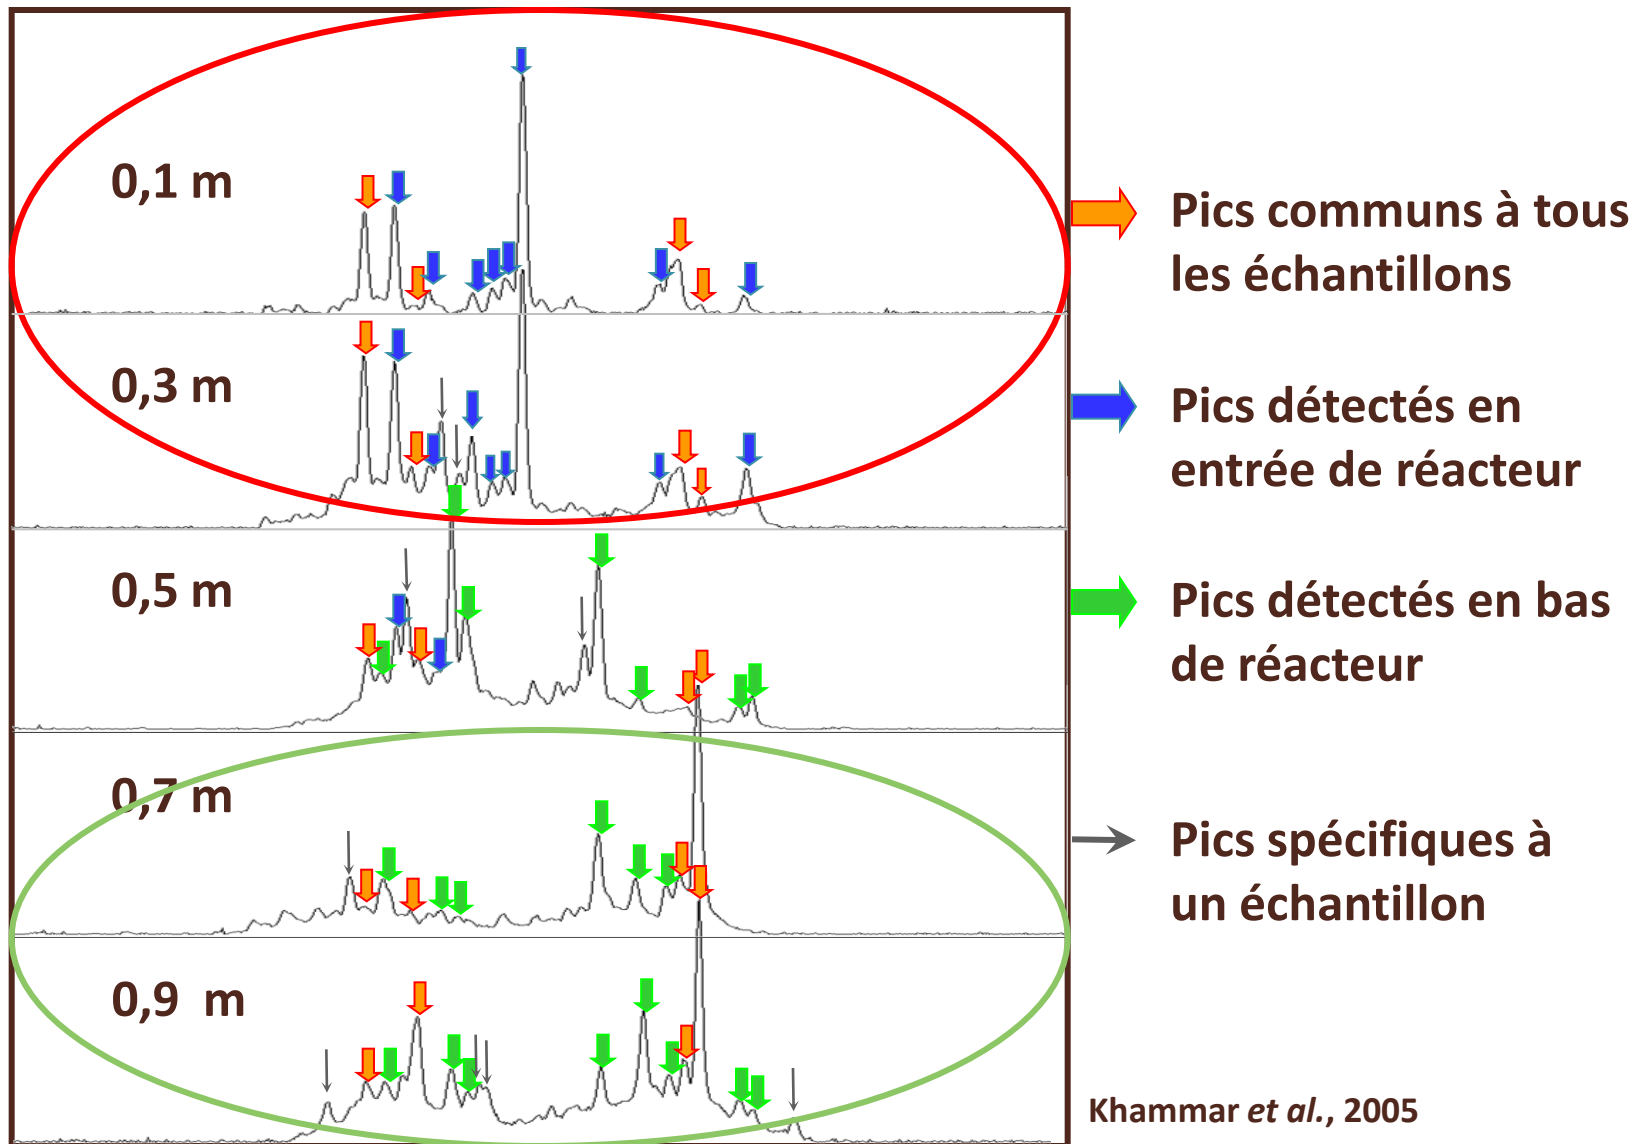 0,1 m
0,3 m
0,5 m
0,7 m
0,9 m
Pics communs à tous
les échantillons
Pics détectés en
entrée de réacteur
Pics détectés en bas
de réacteur
Pics spécifiques à
un échantillon
Khammar et al., 2005